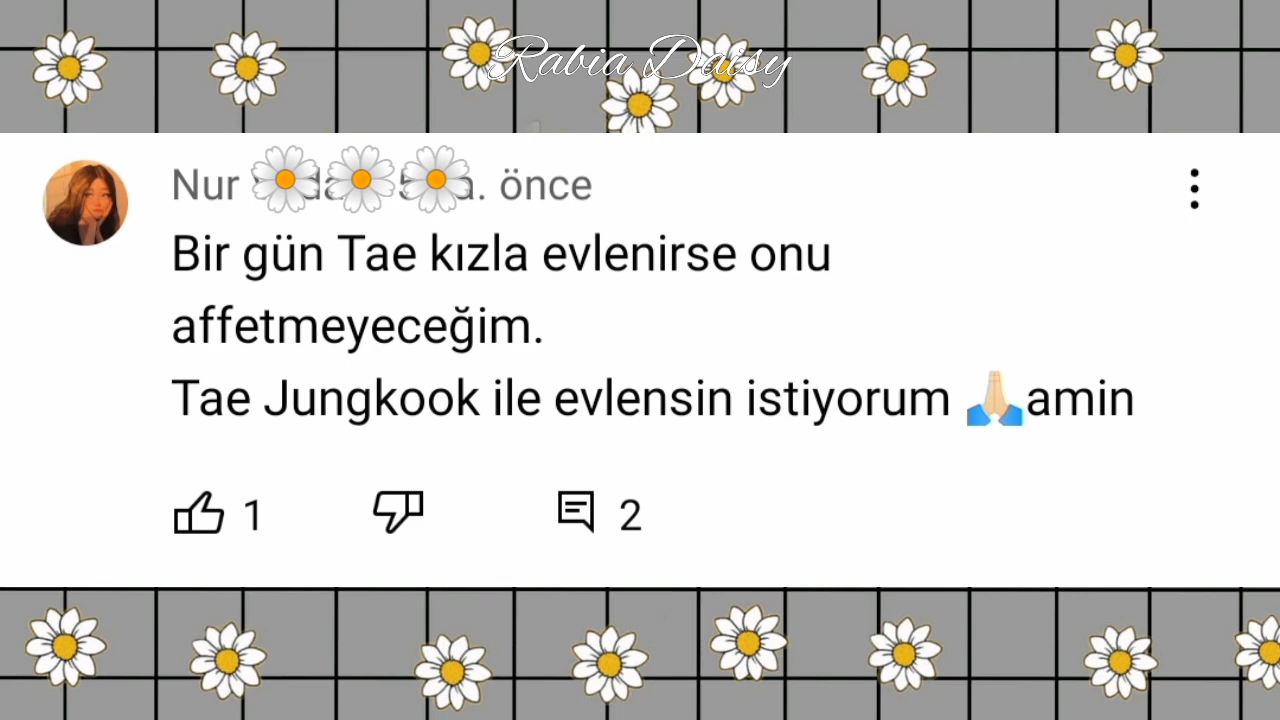 Rabia Daisy
Nur önce
Bir gün Tae kızla evlenirse onu
affetmeyeceğim.
Tae Jungkook ile evlensin istiyorum 🙏🏻amin
1 2